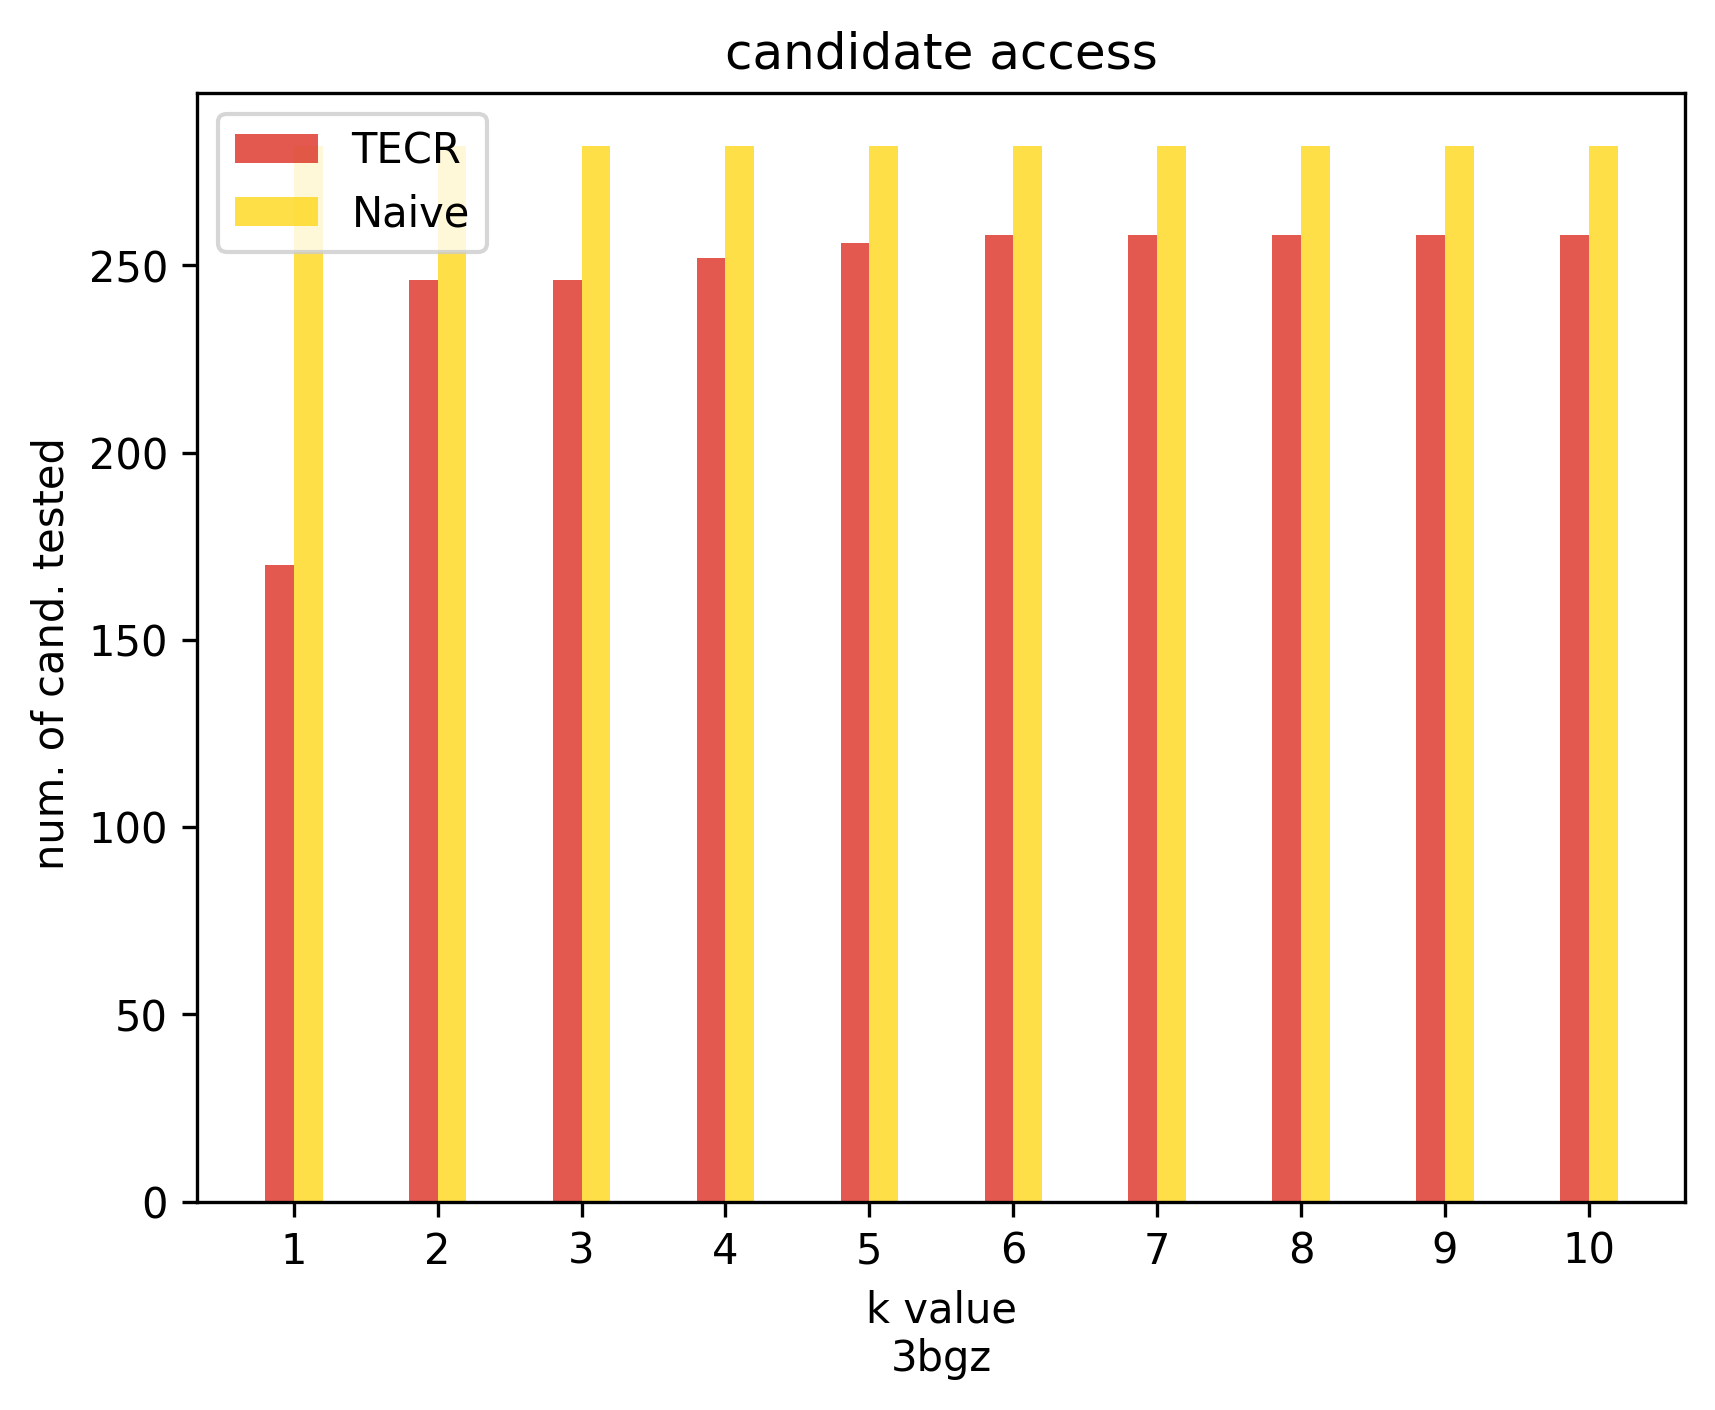 candidate access
TECR
Naive
num. of cand. tested
250
200
150
100
50
0
1 2 3 4 5 6 7 8 9 10
k value
3bgz